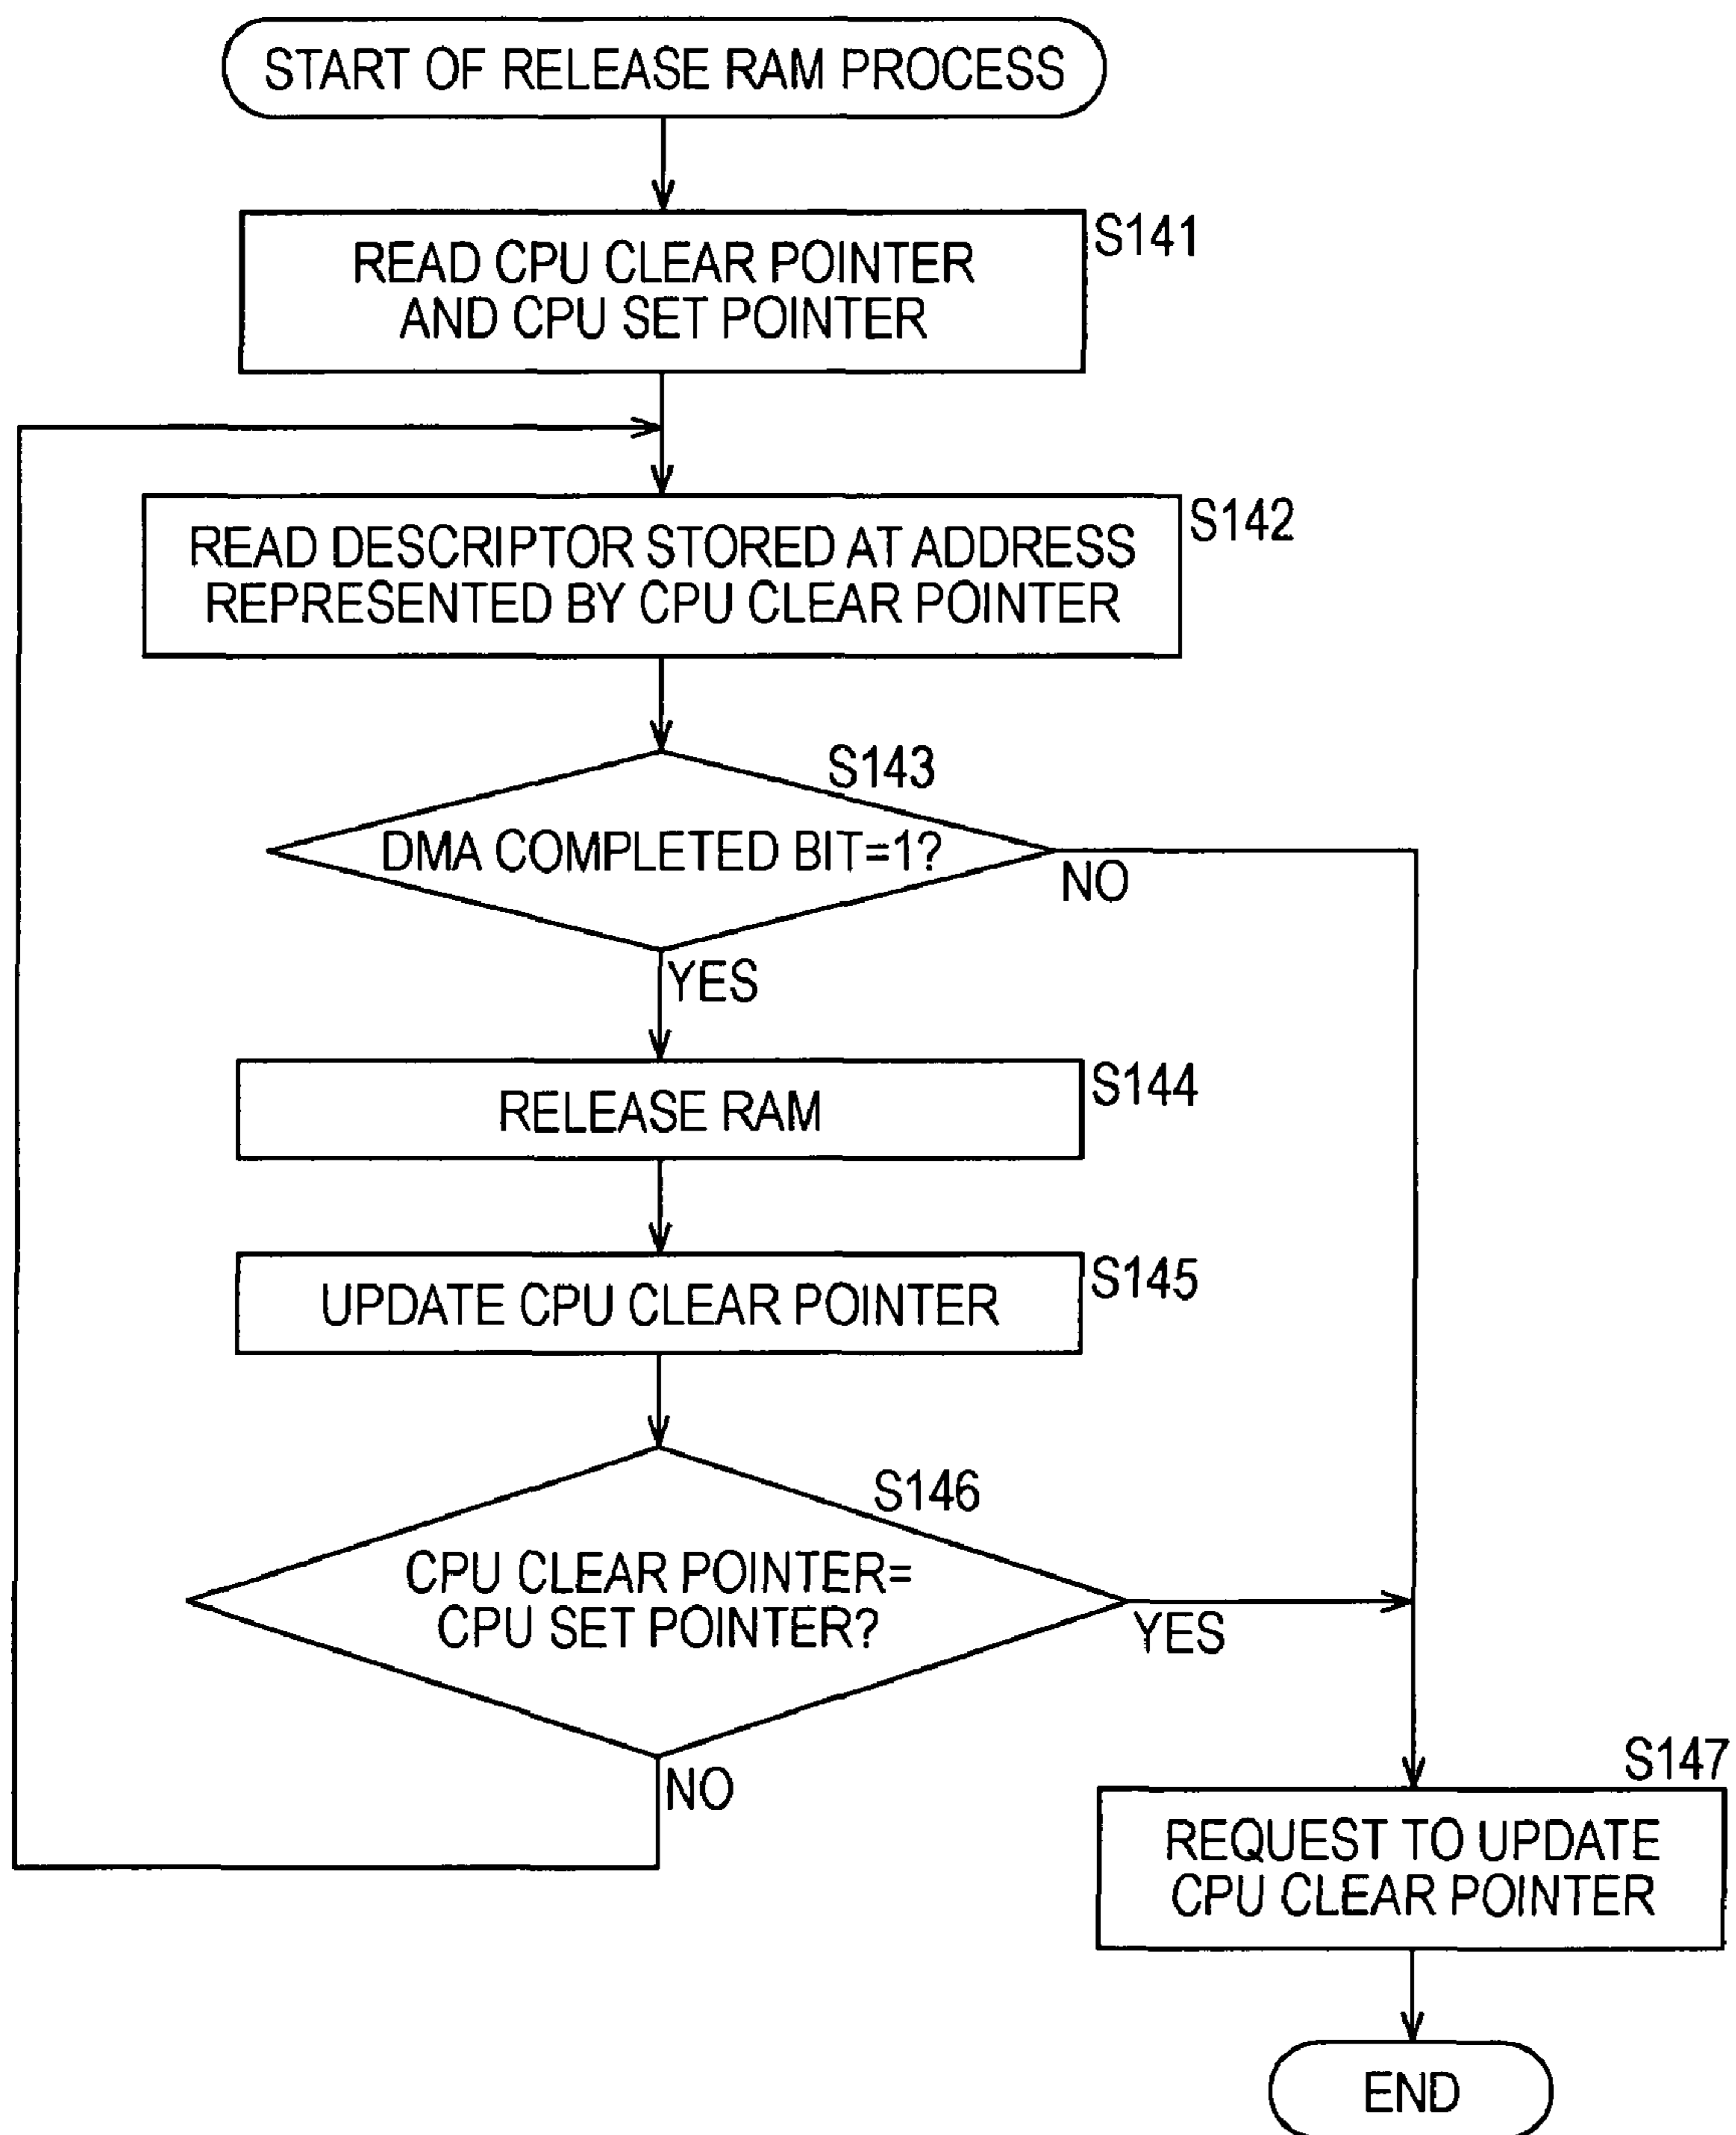 START OF RELEASE RAM PROCESS
S141
READ CPU CLEAR POINTER
AND CPU SET POINTER
S142
READ DESCRIPTOR STORED AT ADDRESS
REPRESENTED BY CPU CLEAR POINTER
S143
DMA COMPLETED BIT=1?
NO
YES
S144
RELEASE RAM
S145
UPDATE CPU CLEAR POINTER
S146
CPU CLEAR POINTER=
CPU SET POINTER?
YES
NO
S147
REQUEST TO UPDATE
CPU CLEAR POINTER
END